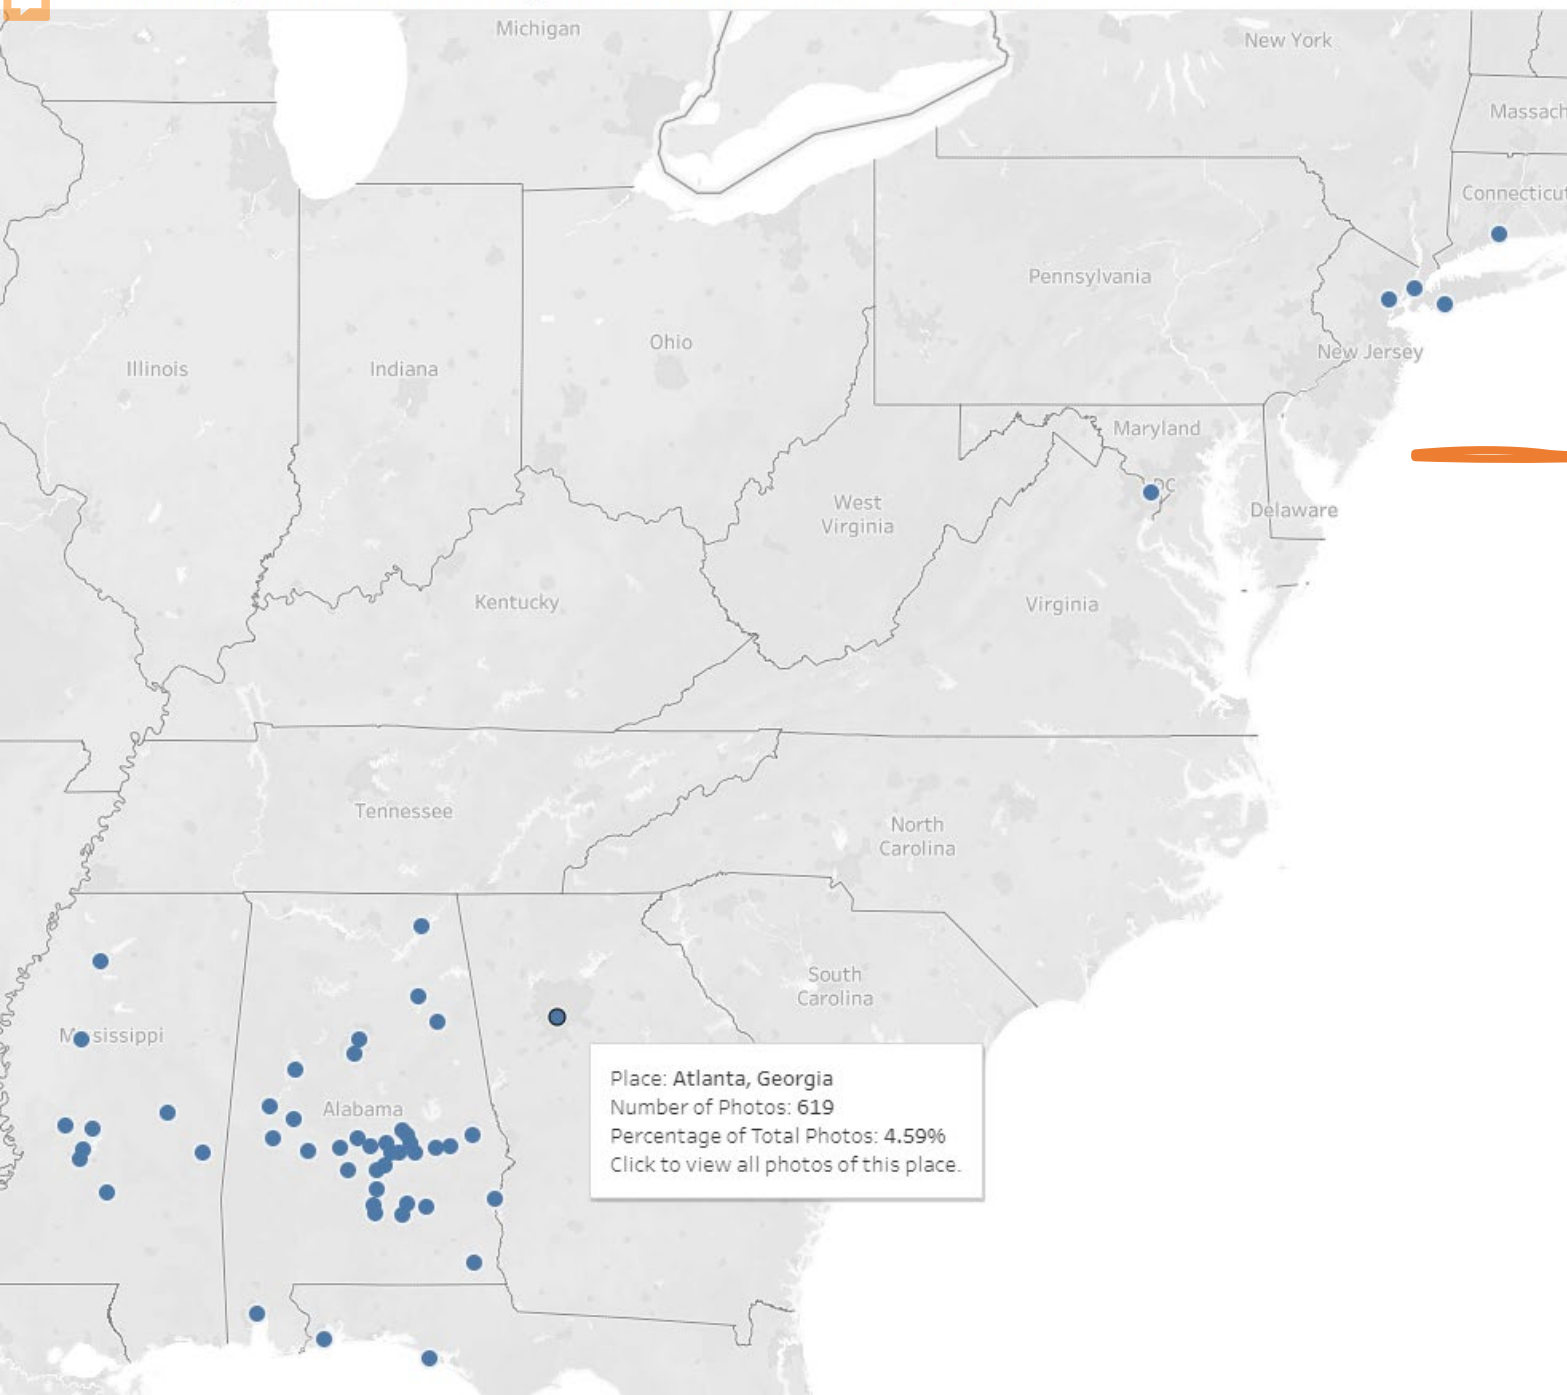 Michigan
New York
Massach
Connecticut
Pennsylvania
Ohio
New Jersey
Illinois
Indiana
Maryland
DC
West
Virginia
Delaware
Kentucky
Virginia
Tennessee
North
Carolina
South
Carolina
Mississippi
Alabama
Place: Atlanta, Georgia
Number of Photos: 619
Percentage of Total Photos: 4.59%
Click to view all photos of this place.